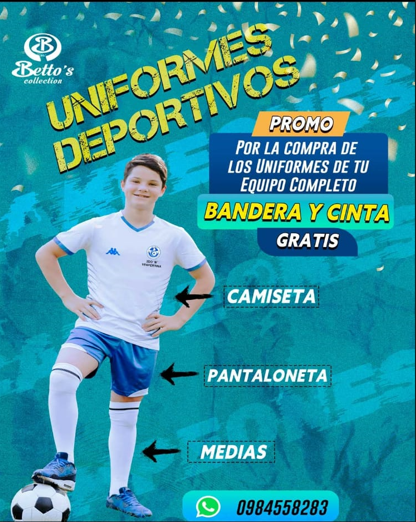 B
Betto's
collection
UNIFORMES
DEPORTIVOS
PROMO
POR LA COMPRA DE
LOS UNIFORMES DE TU
EQUIPO COMPLETO
BANDERA Y CINTA
GRATIS
CAMISETA
PANTALONETA
MEDIAS
0984558283